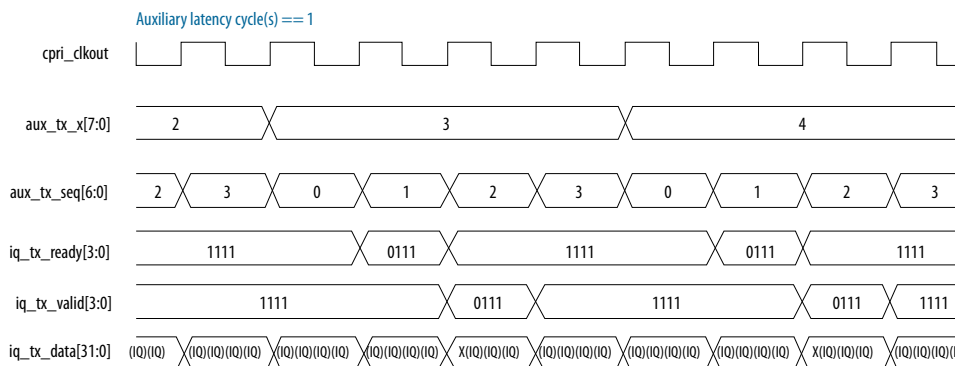 Auxiliary latency cycle(s) == 1
cpri_clkout
aux_tx_x[7:0] 2 3 4
aux_tx_seq[6:0] 2 3 0 1 2 3 0 1 2 3
iq_tx_ready[3:0] 1111 0111 1111 0111 1111
iq_tx_valid[3:0] 1111 0111 1111 0111 1111
iq_tx_data[31:0] (IQ)(IQ) (IQ)(IQ)(IQ)(IQ) (IQ)(IQ)(IQ)(IQ) (IQ)(IQ)(IQ)(IQ) X(IQ)(IQ)(IQ) (IQ)(IQ)(IQ)(IQ) (IQ)(IQ)(IQ)(IQ) (IQ)(IQ)(IQ)(IQ) X(IQ)(IQ)(IQ) (IQ)(IQ)(IQ)(I